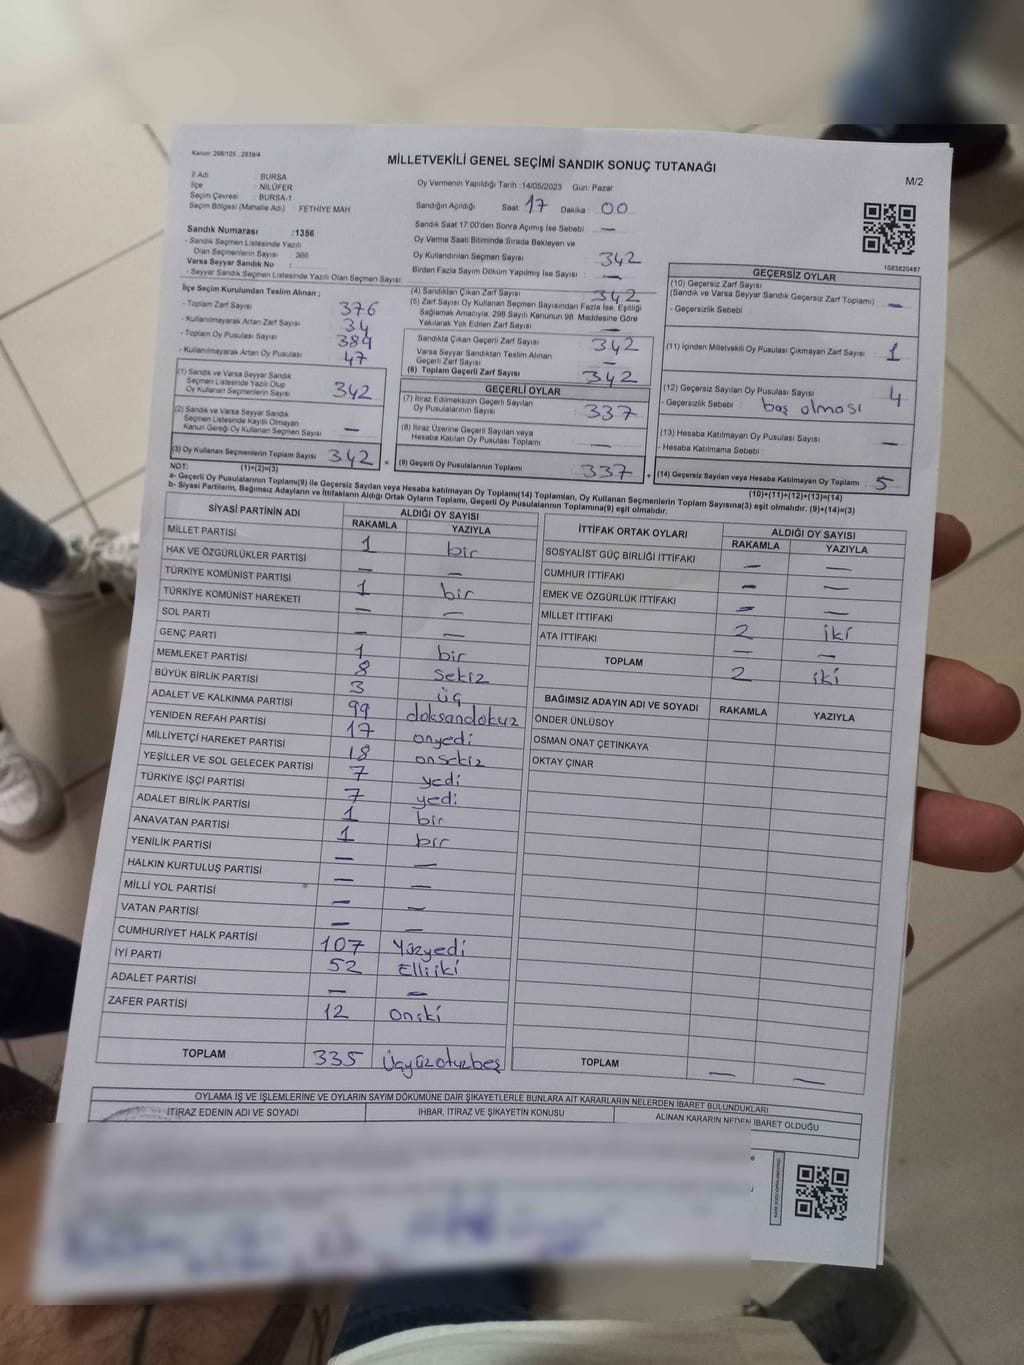 Kanun: 298/105 , 2839/4
MİLLETVEKİLİ GENEL SEÇİMİ SANDIK SONUÇ TUTANAĞI
M/2
İl Adı : BURSA
İlçe : NİLÜFER
Seçim Çevresi : BURSA-1
Seçim Bölgesi (Mahalle Adı) : FETHİYE MAH.
Oy Vermenin Yapıldığı Tarih :14/05/2023 Gün: Pazar
Sandığın Açıldığı Saat : 17 Dakika : 00
Sandık Saat 17:00'den Sonra Açılmış İse Sebebi : —
Oy Verme Saati Bitiminde Sırada Bekleyen ve
Oy Kullandırılan Seçmen Sayısı : 342
Birden Fazla Sayım Döküm Yapılmış İse Sayısı : —
Sandık Numarası :1356
- Sandık Seçmen Listesinde Yazılı
Olan Seçmenlerin Sayısı :
Varsa Seyyar Sandık No :
- Seyyar Sandık Seçmen Listesinde Yazılı Olan Seçmen Sayısı:
İlçe Seçim Kurulundan Teslim Alınan ;
- Toplam Zarf Sayısı : 376
- Kullanılmayarak Artan Zarf Sayısı : 34
- Toplam Oy Pusulası Sayısı : 384
- Kullanılmayarak Artan Oy Pusulası : 47
(1) Sandık ve Varsa Seyyar Sandık
Seçmen Listesinde Yazılı Olup
Oy Kullanan Seçmenlerin Sayısı 342
(2) Sandık ve Varsa Seyyar Sandık
Seçmen Listesinde Kayıtlı Olmayan
Kanun Gereği Oy Kullanan Seçmen Sayısı —
(3) Oy Kullanan Seçmenlerin Toplam Sayısı 342
(4) Sandıktan Çıkan Zarf Sayısı : 342
(5) Zarf Sayısı Oy Kullanan Seçmen Sayısından Fazla İse, Eşitliği
Sağlamak Amacıyla; 298 Sayılı Kanunun 98. Maddesine Göre
Yakılarak Yok Edilen Zarf Sayısı : —
Sandıkta Çıkan Geçerli Zarf Sayısı : 342
Varsa Seyyar Sandıktan Teslim Alınan
Geçerli Zarf Sayısı : —
(6) Toplam Geçerli Zarf Sayısı : 342
GEÇERLİ OYLAR
(7) İtiraz Edilmeksizin Geçerli Sayılan
Oy Pusulalarının Sayısı : 337
(8) İtiraz Üzerine Geçerli Sayılan veya
Hesaba Katılan Oy Pusulası Toplamı : —
= (9) Geçerli Oy Pusulalarının Toplamı : 337 +
1083820487
GEÇERSİZ OYLAR
(10) Geçersiz Zarf Sayısı
(Sandık ve Varsa Seyyar Sandık Geçersiz Zarf Toplamı) : —
- Geçersizlik Sebebi :
(11) İçinden Milletvekili Oy Pusulası Çıkmayan Zarf Sayısı : 1
(12) Geçersiz Sayılan Oy Pusulası Sayısı : 4
- Geçersizlik Sebebi : boş olması
(13) Hesaba Katılmayan Oy Pusulası Sayısı : —
- Hesaba Katılmama Sebebi :
(14) Geçersiz Sayılan veya Hesaba Katılmayan Oy Toplamı : 5
(10)+(11)+(12)+(13)=(14)
NOT: (1)+(2)=(3)
a- Geçerli Oy Pusulalarının Toplamı(9) ile Geçersiz Sayılan veya Hesaba katılmayan Oy Toplamı(14) Toplamları, Oy Kullanan Seçmenlerin Toplam Sayısına(3) eşit olmalıdır. (9)+(14)=(3)
b- Siyasi Partilerin, Bağımsız Adayların ve İttifakların Aldığı Ortak Oyların Toplamı, Geçerli Oy Pusulalarının Toplamına(9) eşit olmalıdır.
SİYASİ PARTİNİN ADI ALDIĞI OY SAYISI
RAKAMLA YAZIYLA
MİLLET PARTİSİ 1 bir
HAK VE ÖZGÜRLÜKLER PARTİSİ — —
TÜRKİYE KOMÜNİST PARTİSİ 1 bir
TÜRKİYE KOMÜNİST HAREKETİ — —
SOL PARTİ — —
GENÇ PARTİ 1 bir
MEMLEKET PARTİSİ 8 sekiz
BÜYÜK BİRLİK PARTİSİ 3 üç
ADALET VE KALKINMA PARTİSİ 99 doksandokuz
YENİDEN REFAH PARTİSİ 17 onyedi
MİLLİYETÇİ HAREKET PARTİSİ 18 onsekiz
YEŞİLLER VE SOL GELECEK PARTİSİ 7 yedi
TÜRKİYE İŞÇİ PARTİSİ 7 yedi
ADALET BİRLİK PARTİSİ 1 bir
ANAVATAN PARTİSİ 1 bir
YENİLİK PARTİSİ — —
HALKIN KURTULUŞ PARTİSİ — —
MİLLİ YOL PARTİSİ — —
VATAN PARTİSİ — —
CUMHURİYET HALK PARTİSİ 107 Yüzyedi
İYİ PARTİ 52 Elliiki
ADALET PARTİSİ — —
ZAFER PARTİSİ 12 oniki
TOPLAM 335 Üçyüzotuzbeş
İTTİFAK ORTAK OYLARI ALDIĞI OY SAYISI
RAKAMLA YAZIYLA
SOSYALİST GÜÇ BİRLİĞİ İTTİFAKI — —
CUMHUR İTTİFAKI — —
EMEK VE ÖZGÜRLÜK İTTİFAKI — —
MİLLET İTTİFAKI 2 iki
ATA İTTİFAKI — —
TOPLAM 2 iki
BAĞIMSIZ ADAYIN ADI VE SOYADI RAKAMLA YAZIYLA
ÖNDER ÜNLÜSOY
OSMAN ONAT ÇETİNKAYA
OKTAY ÇINAR
TOPLAM — —
OYLAMA İŞ VE İŞLEMLERİNE VE OYLARIN SAYIM DÖKÜMÜNE DAİR ŞİKAYETLERLE BUNLARA AİT KARARLARIN NELERDEN İBARET BULUNDUKLARI
İTİRAZ EDENİN ADI VE SOYADI İHBAR, İTİRAZ VE ŞİKAYETİN KONUSU ALINAN KARARIN NEDEN İBARET OLDUĞU